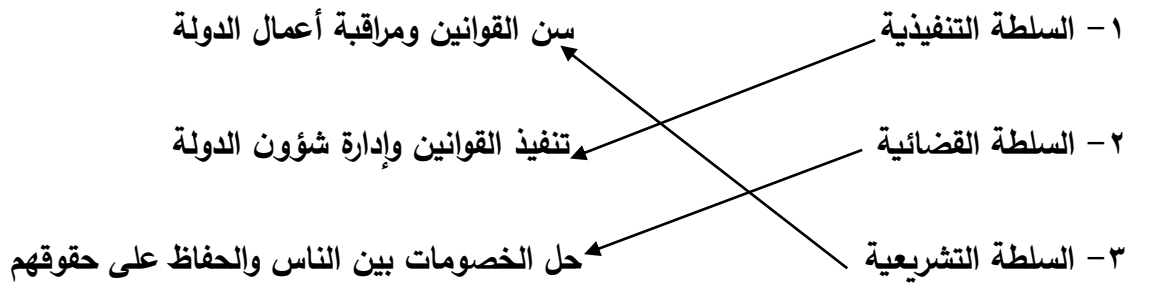 ١- السلطة التنفيذية سن القوانين ومراقبة أعمال الدولة
٢- السلطة القضائية تنفيذ القوانين وإدارة شؤون الدولة
٣- السلطة التشريعية حل الخصومات بين الناس والحفاظ على حقوقهم